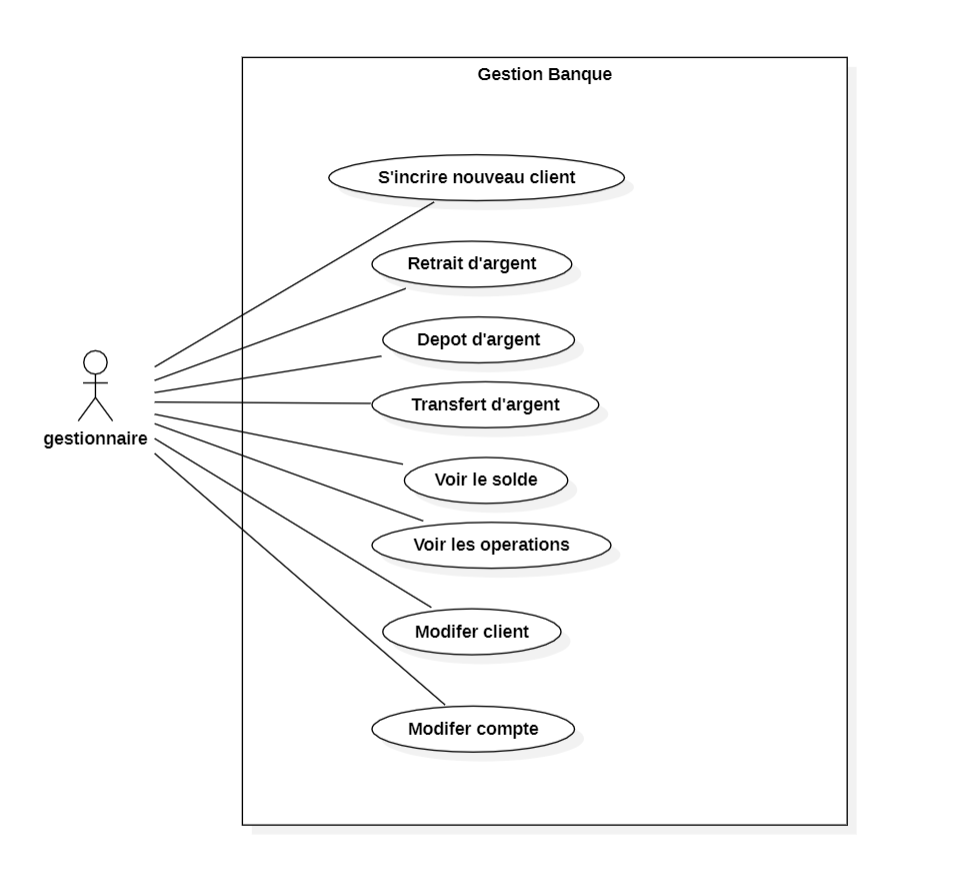 Gestion Banque
S'incrire nouveau client
Retrait d'argent
Depot d'argent
Transfert d'argent
gestionnaire
Voir le solde
Voir les operations
Modifer client
Modifer compte